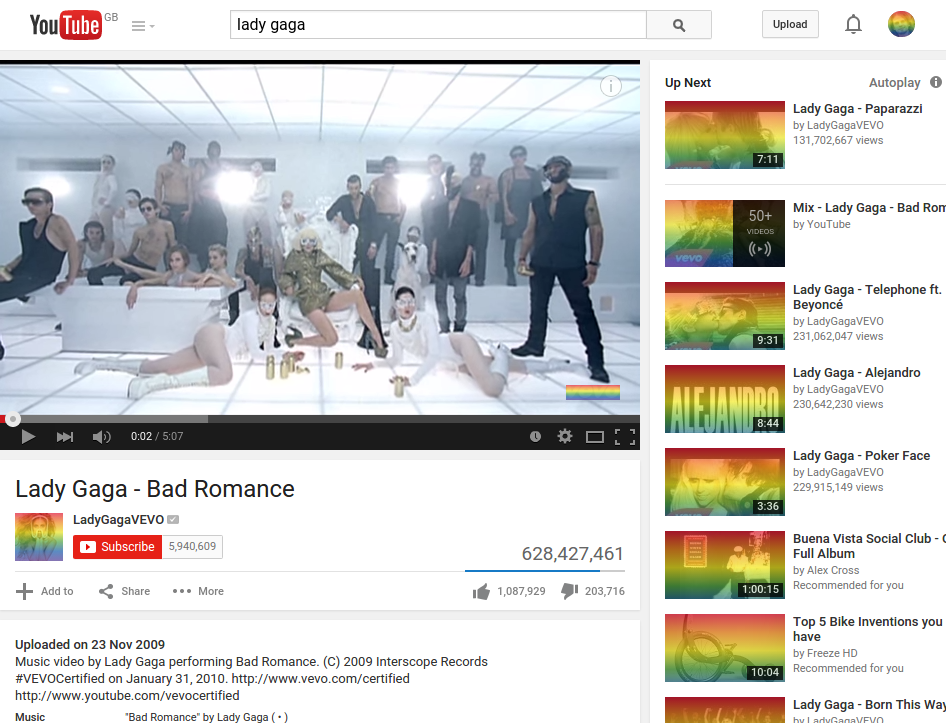 YouTube GB
lady gaga
Upload
0:02 / 5:07
Lady Gaga - Bad Romance
LadyGagaVEVO
Subscribe 5,940,609
628,427,461
Add to Share More
1,087,929 203,716
Uploaded on 23 Nov 2009
Music video by Lady Gaga performing Bad Romance. (C) 2009 Interscope Records
#VEVOCertified on January 31, 2010. http://www.vevo.com/certified
http://www.youtube.com/vevocertified
Music "Bad Romance" by Lady Gaga ( • )
Up Next Autoplay
7:11
Lady Gaga - Paparazzi
by LadyGagaVEVO
131,702,667 views
50+
VIDEOS
vevo
Mix - Lady Gaga - Bad Rom
by YouTube
9:31
Lady Gaga - Telephone ft.
Beyoncé
by LadyGagaVEVO
231,062,047 views
ALEJANDRO
8:44
Lady Gaga - Alejandro
by LadyGagaVEVO
230,642,230 views
3:36
Lady Gaga - Poker Face
by LadyGagaVEVO
229,915,149 views
1:00:15
Buena Vista Social Club -
Full Album
by Alex Cross
Recommended for you
10:04
Top 5 Bike Inventions you
have
by Freeze HD
Recommended for you
Lady Gaga - Born This Way
by LadyGagaVEVO